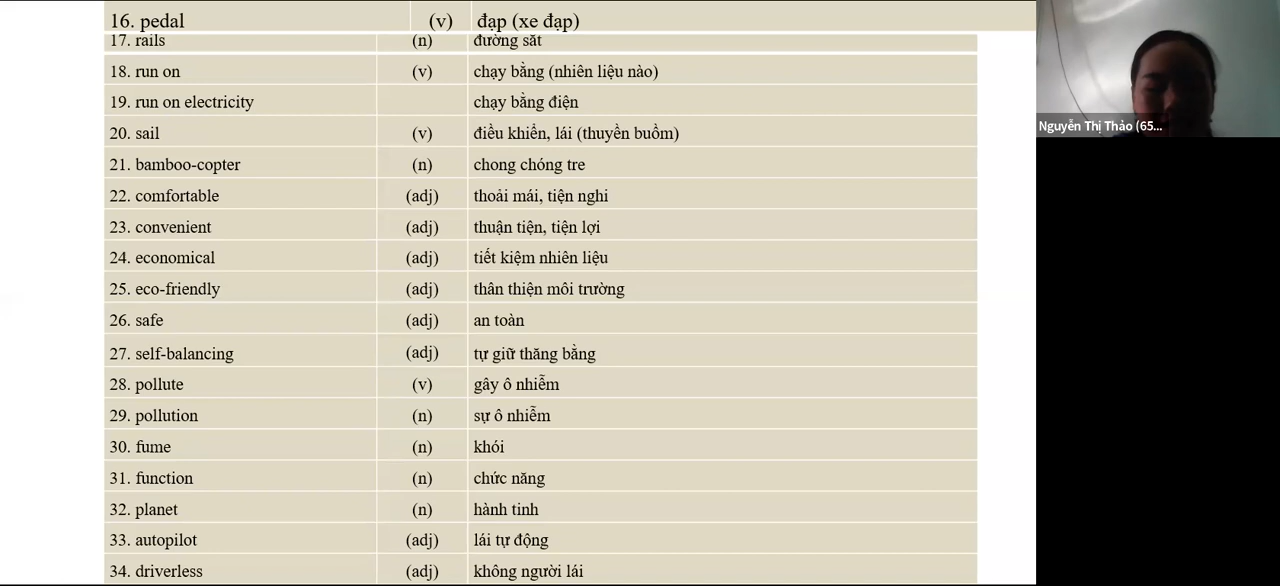 16. pedal (v) đạp (xe đạp)
17. rails (n) đường sắt
18. run on (v) chạy bằng (nhiên liệu nào)
19. run on electricity chạy bằng điện
20. sail (v) điều khiển, lái (thuyền buồm)
21. bamboo-copter (n) chong chóng tre
22. comfortable (adj) thoải mái, tiện nghi
23. convenient (adj) thuận tiện, tiện lợi
24. economical (adj) tiết kiệm nhiên liệu
25. eco-friendly (adj) thân thiện môi trường
26. safe (adj) an toàn
27. self-balancing (adj) tự giữ thăng bằng
28. pollute (v) gây ô nhiễm
29. pollution (n) sự ô nhiễm
30. fume (n) khói
31. function (n) chức năng
32. planet (n) hành tinh
33. autopilot (adj) lái tự động
34. driverless (adj) không người lái
Nguyễn Thị Thảo (65...